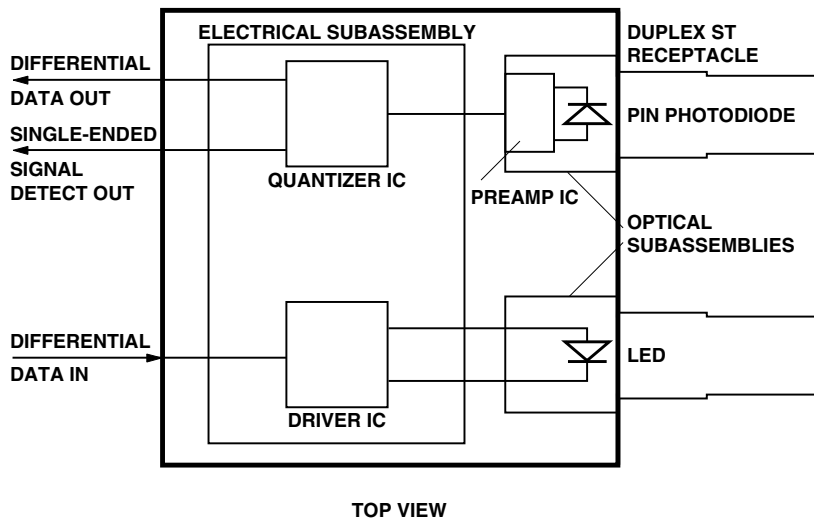 ELECTRICAL SUBASSEMBLY
DUPLEX ST
RECEPTACLE
DIFFERENTIAL
DATA OUT
SINGLE-ENDED
SIGNAL
DETECT OUT
QUANTIZER IC
PREAMP IC
PIN PHOTODIODE
OPTICAL
SUBASSEMBLIES
DIFFERENTIAL
DATA IN
DRIVER IC
LED
TOP VIEW